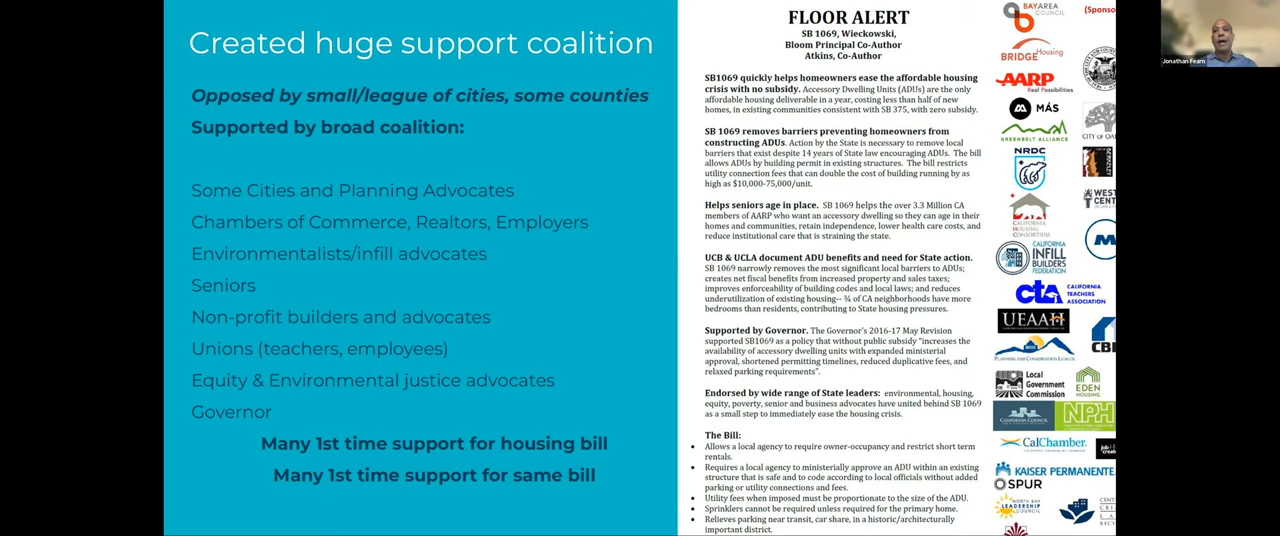 Created huge support coalition
Opposed by small/league of cities, some counties
Supported by broad coalition:
Some Cities and Planning Advocates
Chambers of Commerce, Realtors, Employers
Environmentalists/infill advocates
Seniors
Non-profit builders and advocates
Unions (teachers, employees)
Equity & Environmental justice advocates
Governor
Many 1st time support for housing bill
Many 1st time support for same bill
FLOOR ALERT
SB 1069, Wieckowski,
Bloom Principal Co-Author
Atkins, Co-Author
SB1069 quickly helps homeowners ease the affordable housing
crisis with no subsidy. Accessory Dwelling Units (ADUs) are the only
affordable housing deliverable in a year, costing less than half of new
homes, in existing communities consistent with SB 375, with zero subsidy.
SB 1069 removes barriers preventing homeowners from
constructing ADUs. Action by the State is necessary to remove local
barriers that exist despite 14 years of State law encouraging ADUs. The bill
allows ADUs by building permit in existing structures. The bill restricts
utility connection fees that can double the cost of building running by as
high as $10,000-75,000/unit.
Helps seniors age in place. SB 1069 helps the over 3.3 Million CA
members of AARP who want an accessory dwelling so they can age in their
homes and communities, retain independence, lower health care costs, and
reduce institutional care that is straining the state.
UCB & UCLA document ADU benefits and need for State action.
SB 1069 narrowly removes the most significant local barriers to ADUs;
creates net fiscal benefits from increased property and sales taxes;
improves enforceability of building codes and local laws; and reduces
underutilization of existing housing-- ¾ of CA neighborhoods have more
bedrooms than residents, contributing to State housing pressures.
Supported by Governor. The Governor's 2016-17 May Revision
supported SB1069 as a policy that without public subsidy "increases the
availability of accessory dwelling units with expanded ministerial
approval, shortened permitting timelines, reduced duplicative fees, and
relaxed parking requirements".
Endorsed by wide range of State leaders: environmental, housing,
equity, poverty, senior and business advocates have united behind SB 1069
as a small step to immediately ease the housing crisis.
The Bill:
• Allows a local agency to require owner-occupancy and restrict short term
rentals.
• Requires a local agency to ministerially approve an ADU within an existing
structure that is safe and to code according to local officials without added
parking or utility connections and fees.
• Utility fees when imposed must be proportionate to the size of the ADU.
• Sprinklers cannot be required unless required for the primary home.
• Relieves parking near transit, car share, in a historic/architecturally
important district.
BAYAREA
COUNCIL
(Sponso
BRIDGE Housing
AARP
Real Possibilities
MÁS
GREENBELT ALLIANCE
CITY OF OA
NRDC
BERKELEY
WEST
CENT
CALIFORNIA
HOUSING
CONSORTIUM
CALIFORNIA
INFILL
BUILDERS
FEDERATION
cta CALIFORNIA
TEACHERS
ASSOCIATION
UEAAH
CBI
PLANNING AND CONSERVATION LEAGUE
Local
Government
Commission
EDEN
HOUSING
CALIFORNIA COUNCIL
NPH
CalChamber
job
create
KAISER PERMANENTE
SPUR
NORTH BAY
LEADERSHIP
COUNCIL
CENT
CRE
LA
RECYC
Jonathan Fearn